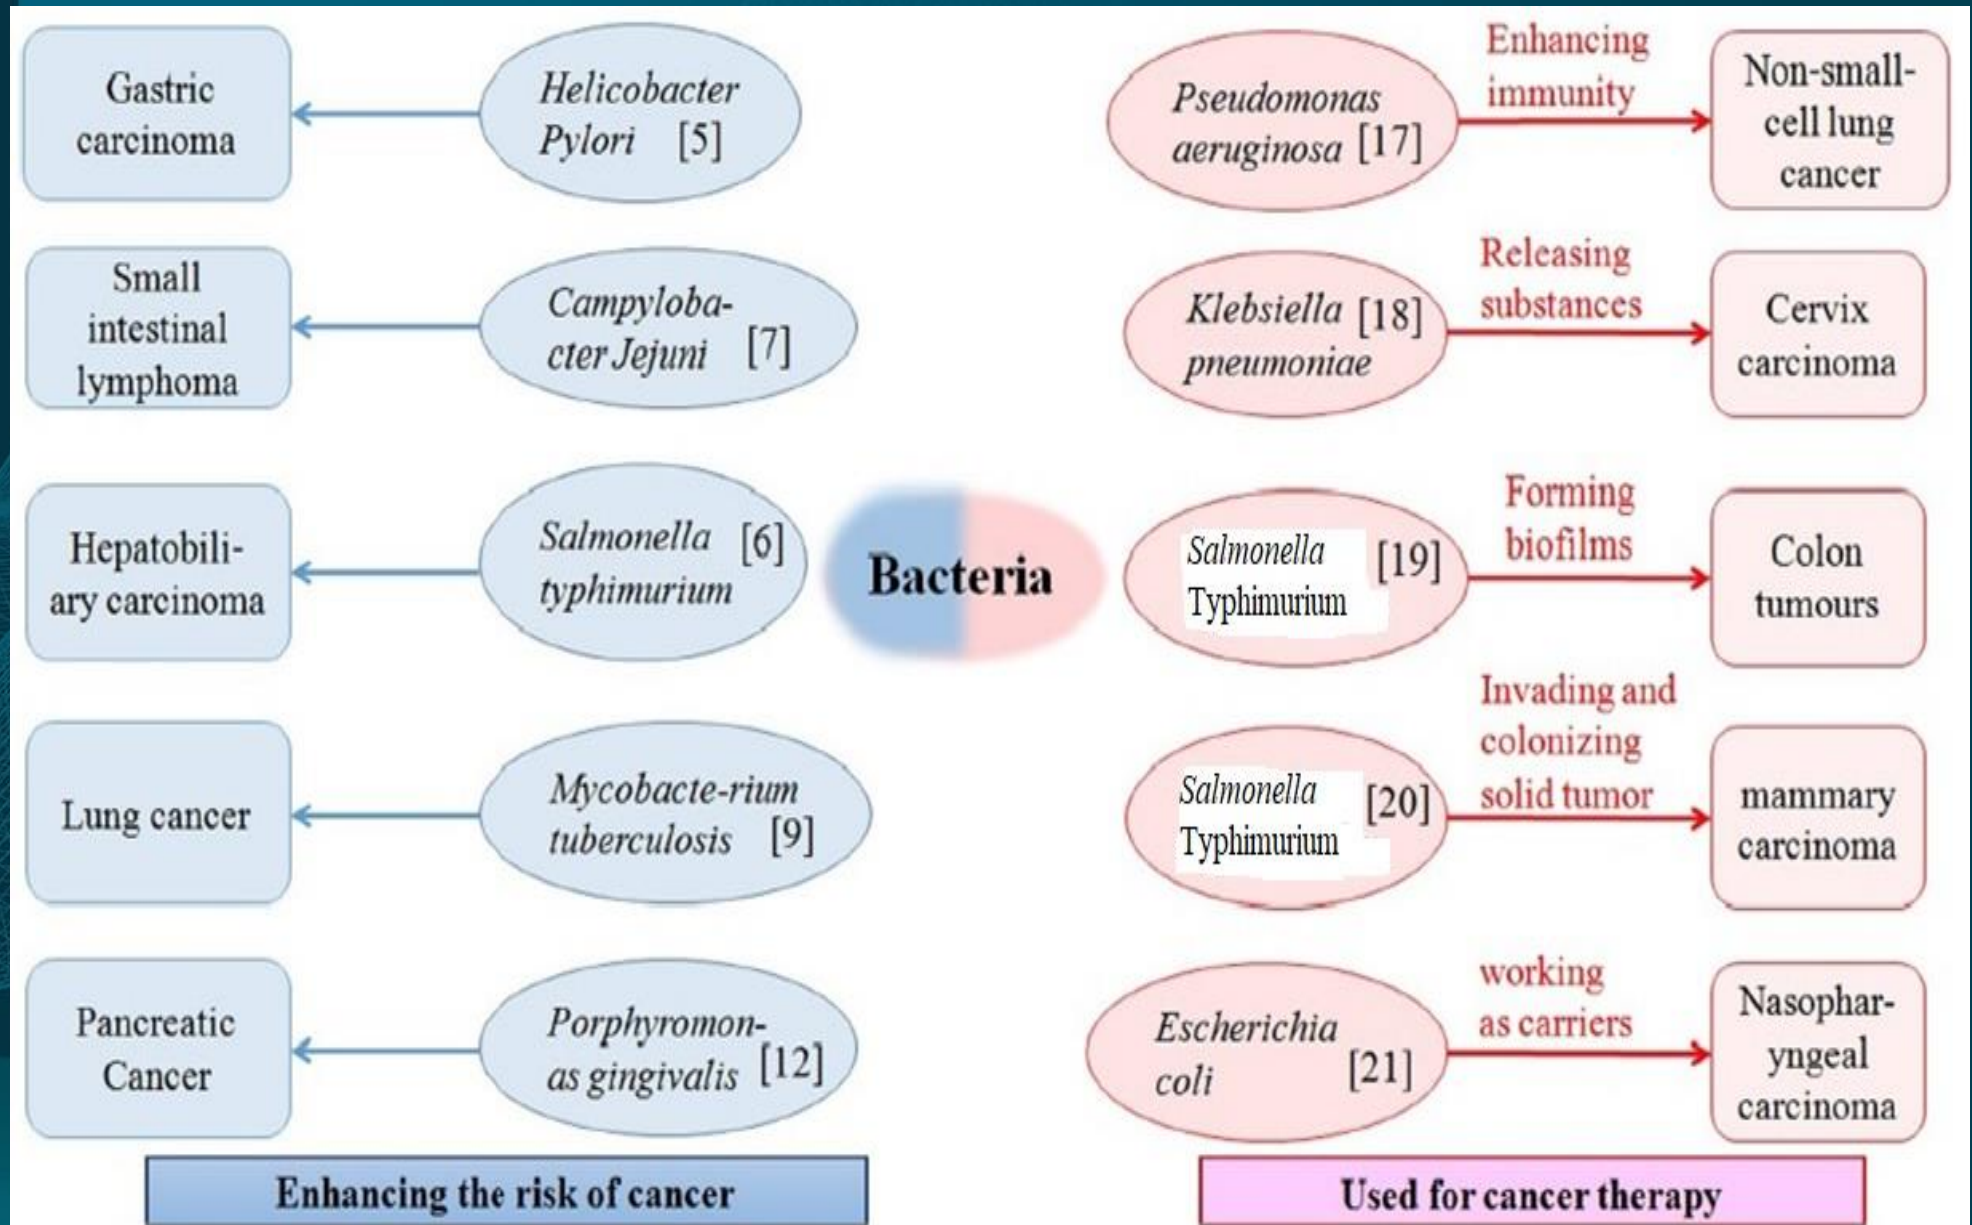 Gastric
carcinoma
Helicobacter
Pylori [5]
Small
intestinal
lymphoma
Campyloba-
cter Jejuni [7]
Hepatobili-
ary carcinoma
Salmonella [6]
typhimurium
Lung cancer
Mycobacte-rium
tuberculosis [9]
Pancreatic
Cancer
Porphyromon-
as gingivalis [12]
Enhancing the risk of cancer
Bacteria
Pseudomonas
aeruginosa [17]
Enhancing
immunity
Non-small-
cell lung
cancer
Klebsiella [18]
pneumoniae
Releasing
substances
Cervix
carcinoma
Salmonella [19]
Typhimurium
Forming
biofilms
Colon
tumours
Salmonella [20]
Typhimurium
Invading and
colonizing
solid tumor
mammary
carcinoma
Escherichia
coli [21]
working
as carriers
Nasophar-
yngeal
carcinoma
Used for cancer therapy